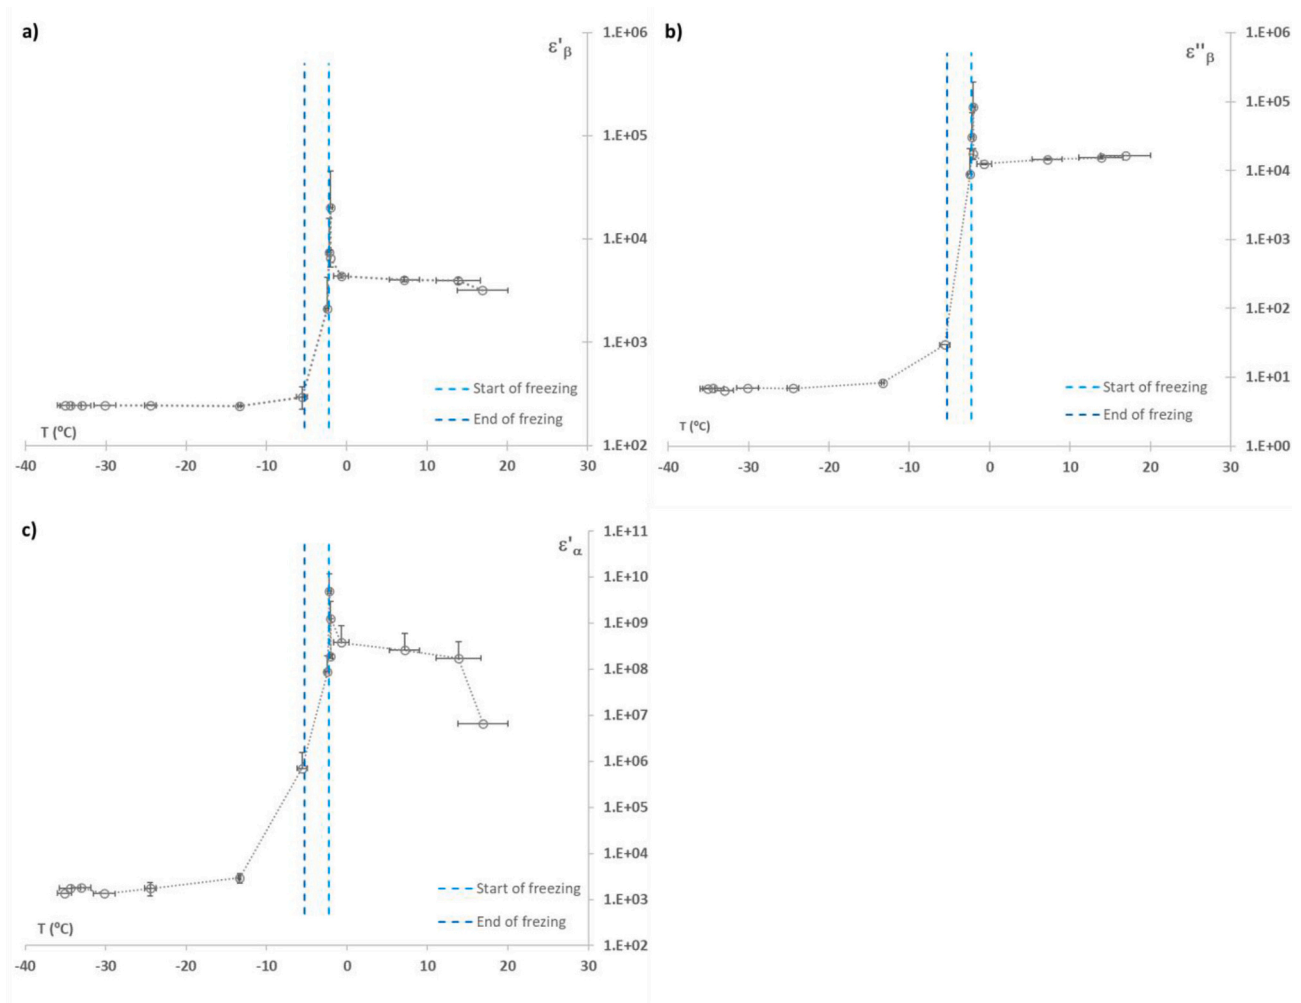 a)
ε'β
1.E+06
1.E+05
1.E+04
1.E+03
1.E+02
Start of freezing
End of frezing
T (ºC)
-40 -30 -20 -10 0 10 20 30
b)
ε''β
1.E+06
1.E+05
1.E+04
1.E+03
1.E+02
1.E+01
1.E+00
Start of freezing
End of frezing
T (ºC)
-40 -30 -20 -10 0 10 20 30
c)
ε'α
1.E+11
1.E+10
1.E+09
1.E+08
1.E+07
1.E+06
1.E+05
1.E+04
1.E+03
1.E+02
Start of freezing
End of frezing
T (ºC)
-40 -30 -20 -10 0 10 20 30